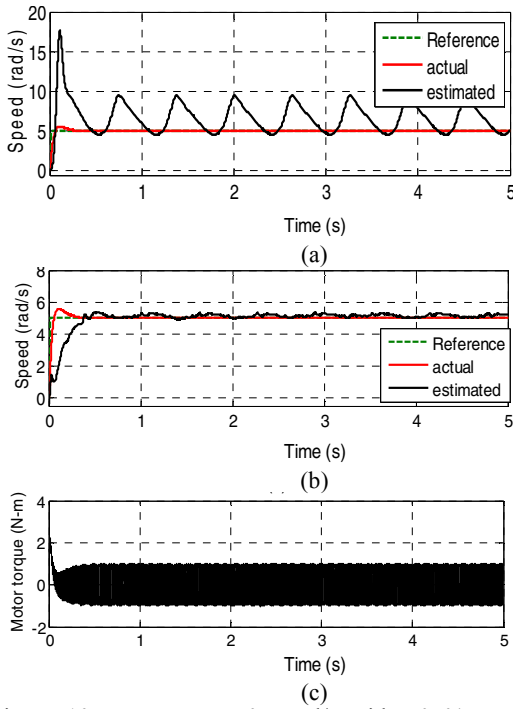 20
15
10
5
0
Speed (rad/s)
Reference
actual
estimated
0 1 2 3 4 5
Time (s)
(a)
8
6
4
2
0
Speed (rad/s)
Reference
actual
estimated
0 1 2 3 4 5
Time (s)
(b)
4
2
0
-2
Motor torque (N-m)
0 1 2 3 4 5
Time (s)
(c)